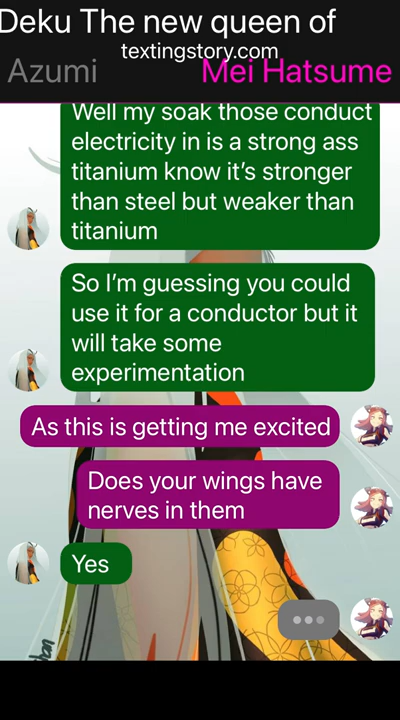 Deku The new queen of
textingstory.com
Azumi
Mei Hatsume
Well my soak those conduct
electricity in is a strong ass
titanium know it's stronger
than steel but weaker than
titanium
So I'm guessing you could
use it for a conductor but it
will take some
experimentation
As this is getting me excited
Does your wings have
nerves in them
Yes